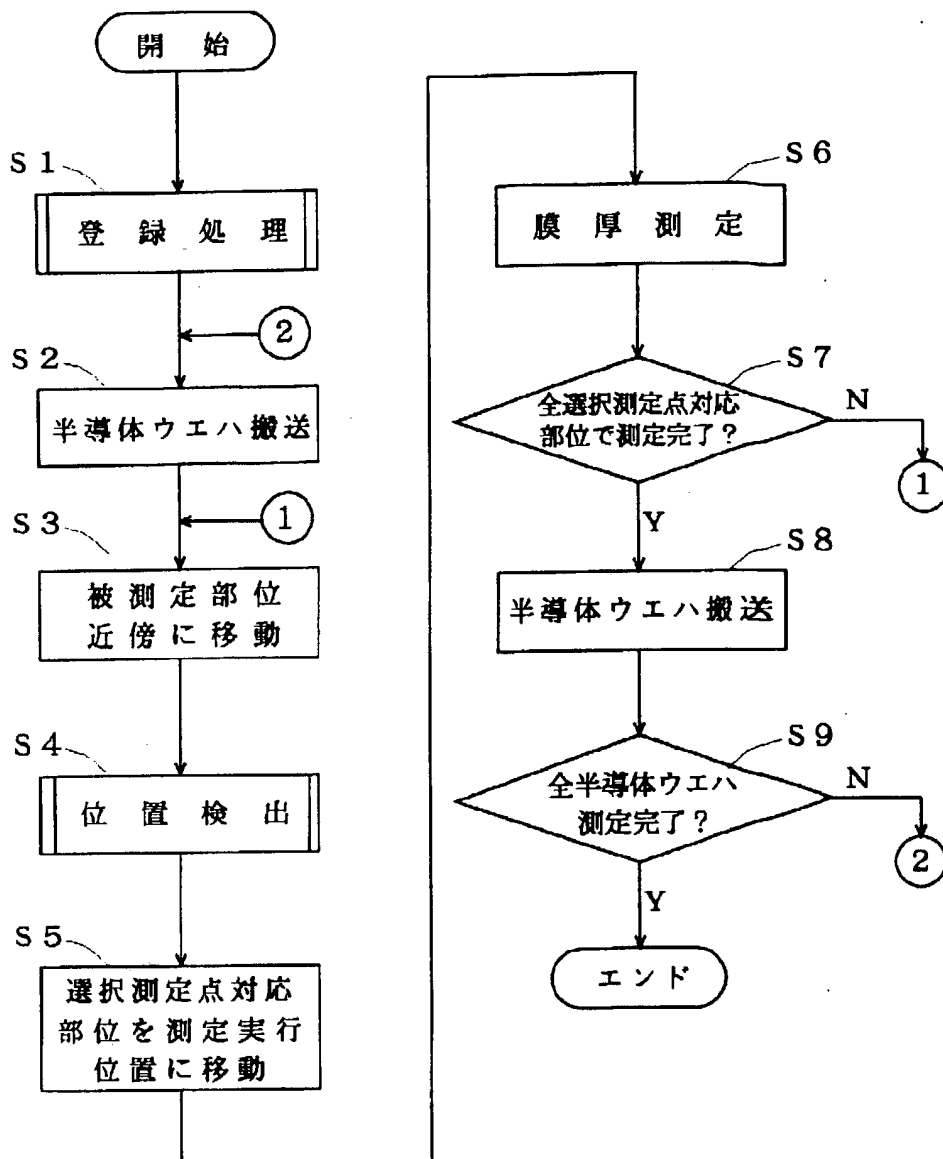 開始
S1
登録処理
②
S2
半導体ウエハ搬送
①
S3
被測定部位
近傍に移動
S4
位置検出
S5
選択測定点対応
部位を測定実行
位置に移動
S6
膜厚測定
S7
全選択測定点対応
部位で測定完了?
N
①
Y
S8
半導体ウエハ搬送
S9
全半導体ウエハ
測定完了?
N
②
Y
エンド